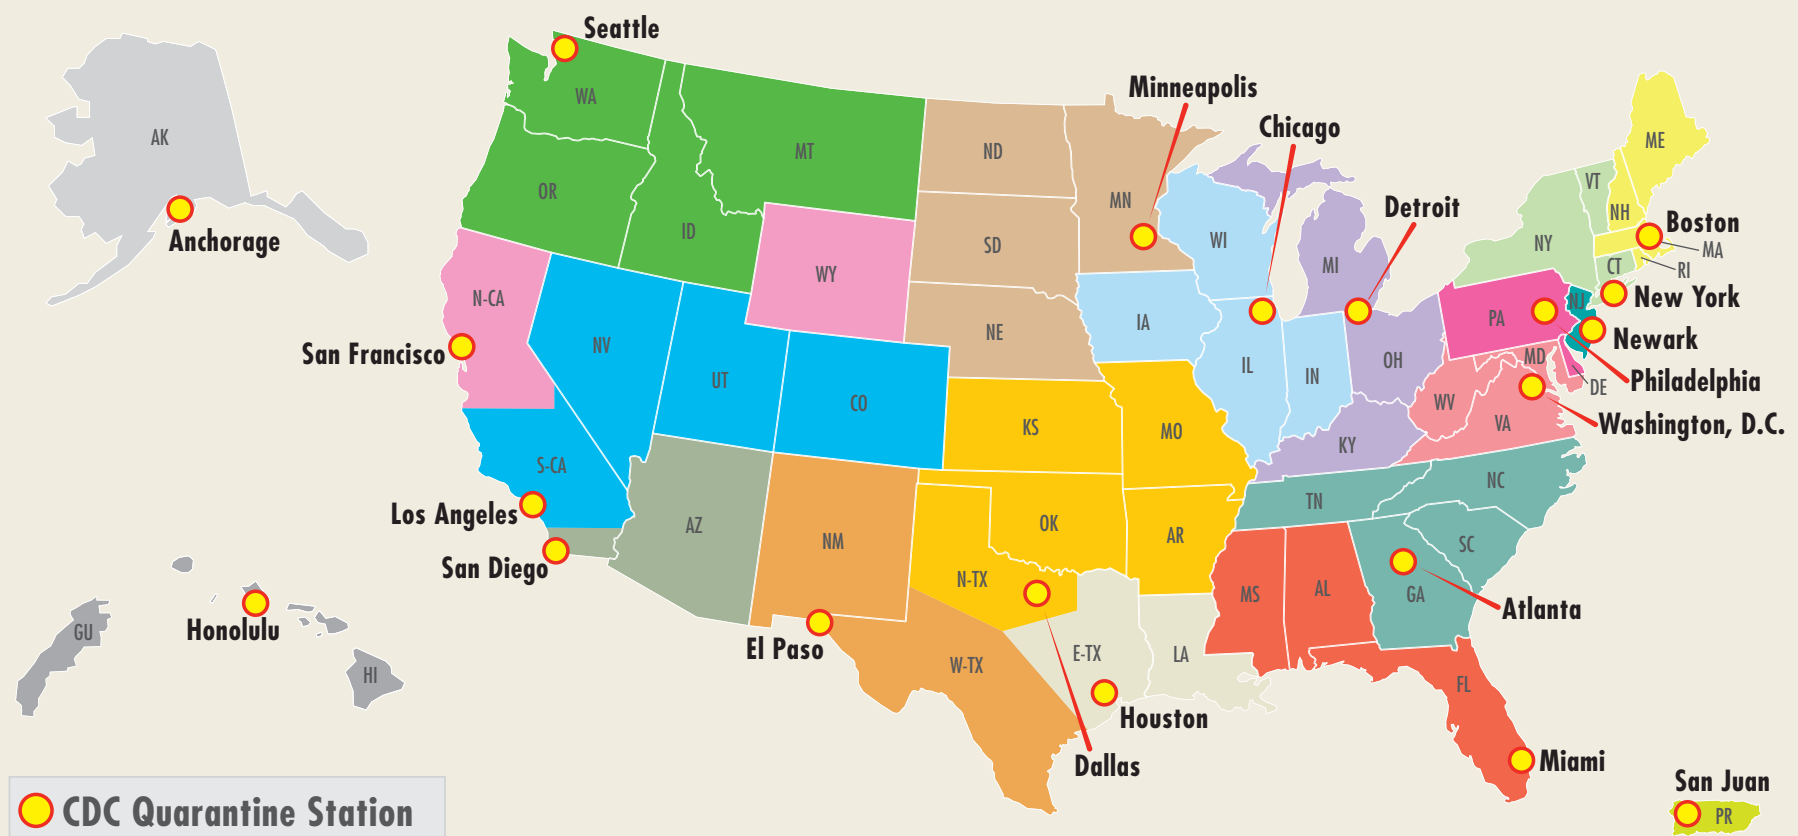 Seattle
WA
Minneapolis
Chicago
AK
MT
ND
ME
OR
VT
MN
NH
Detroit
Boston
Anchorage
ID
SD
WI
NY
MA
WY
MI
CT
RI
N-CA
New York
NJ
IA
PA
San Francisco
NV
NE
Newark
MD
OH
IL
IN
UT
Philadelphia
DE
CO
WV
VA
Washington, D.C.
KS
MO
KY
S-CA
NC
TN
Los Angeles
AZ
OK
AR
NM
SC
San Diego
N-TX
MS
AL
GA
Atlanta
Honolulu
GU
El Paso
E-TX
LA
W-TX
HI
FL
Houston
Dallas
Miami
San Juan
PR
CDC Quarantine Station